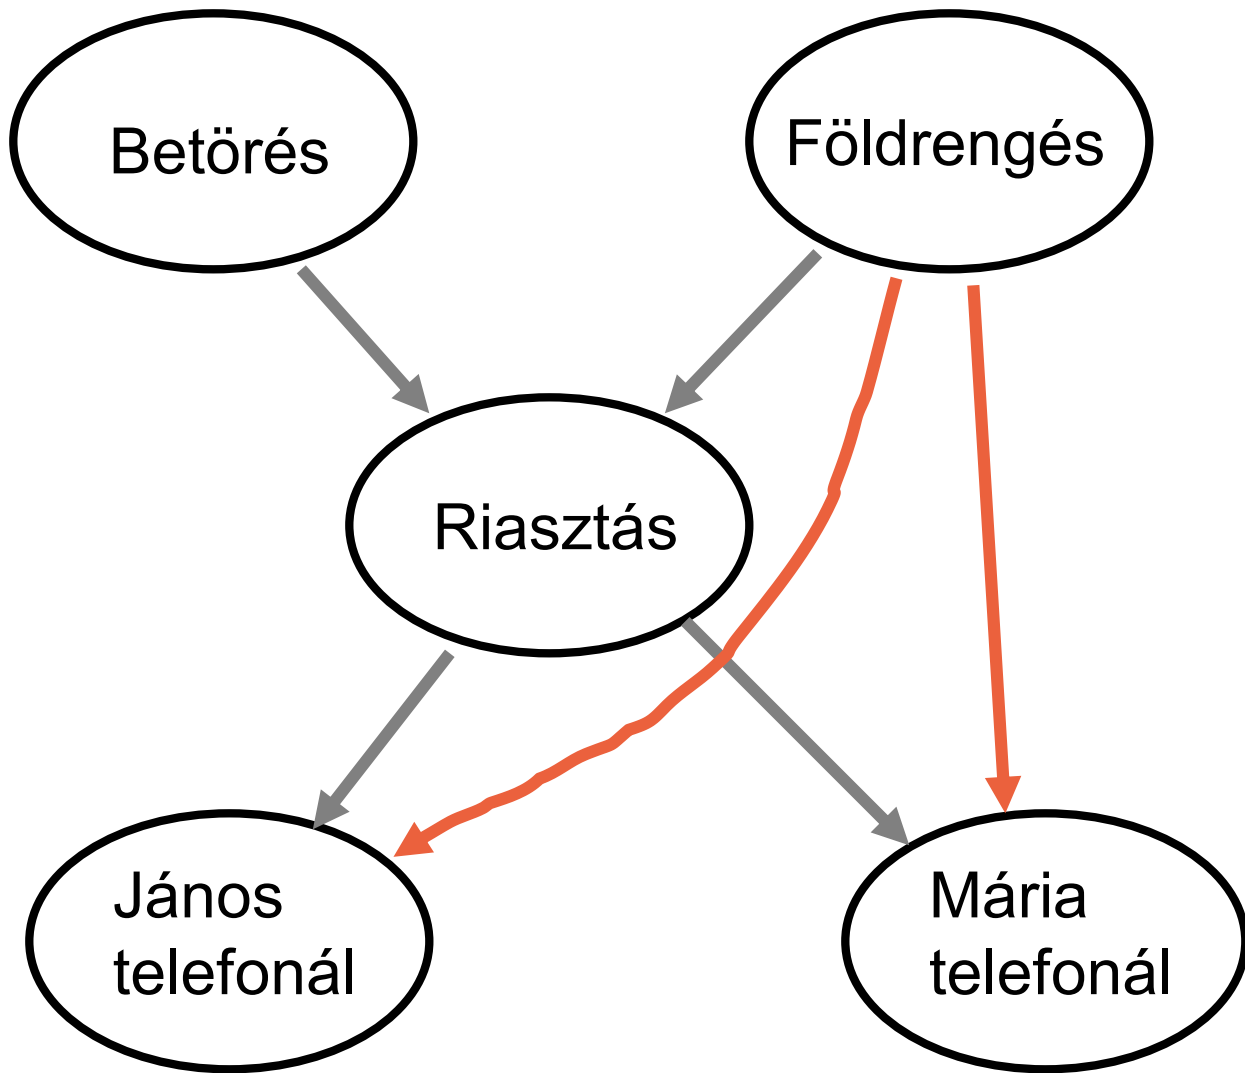 Betörés
Földrengés
Riasztás
János
telefonál
Mária
telefonál